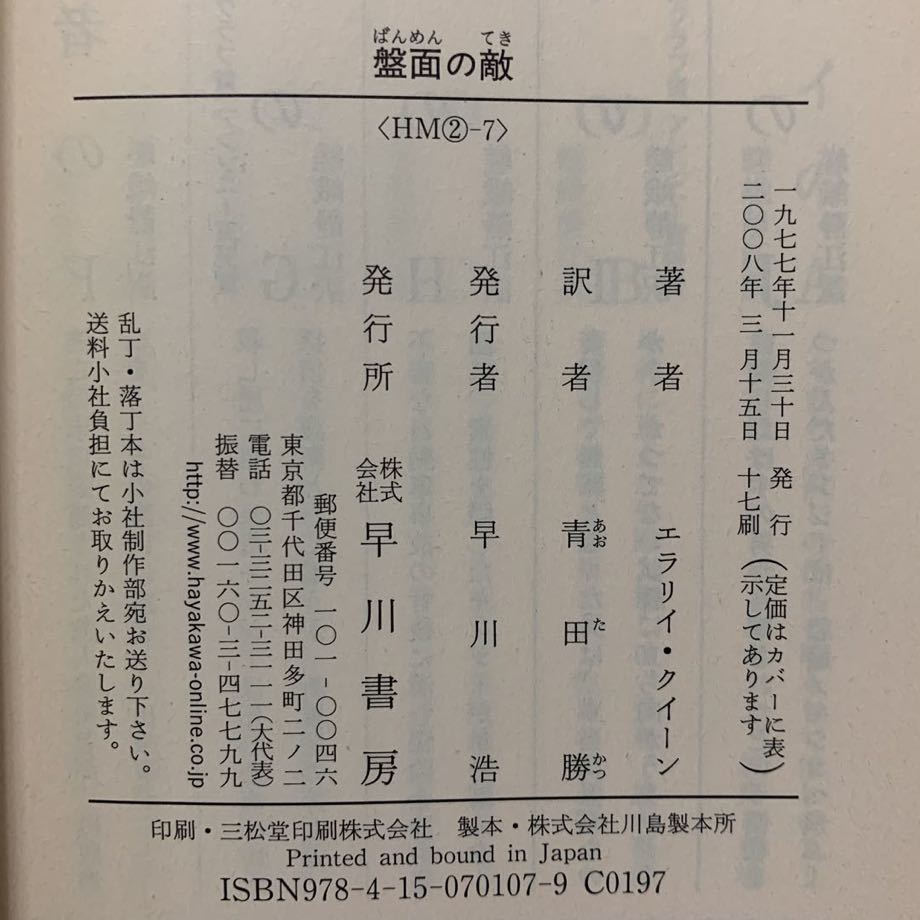 ばんめん てき
盤面の敵
〈HM②-7〉
一九七七年十一月三十日 発行
二〇〇八年 三 月十五日 十七刷
(定価はカバーに表
示してあります)
著者 エラリイ・クイーン
訳者 青田勝
あお た かつ
発行者 早川浩
発行所 株式会社 早川書房
郵便番号 一〇一-〇〇四六
東京都千代田区神田多町二ノ二
電話 〇三-三二五二-三一一一(大代表)
振替 〇〇一六〇-三-四七七九九
http://www.hayakawa-online.co.jp
乱丁・落丁本は小社制作部宛お送り下さい。
送料小社負担にてお取りかえいたします。
印刷・三松堂印刷株式会社 製本・株式会社川島製本所
Printed and bound in Japan
ISBN978-4-15-070107-9 C0197